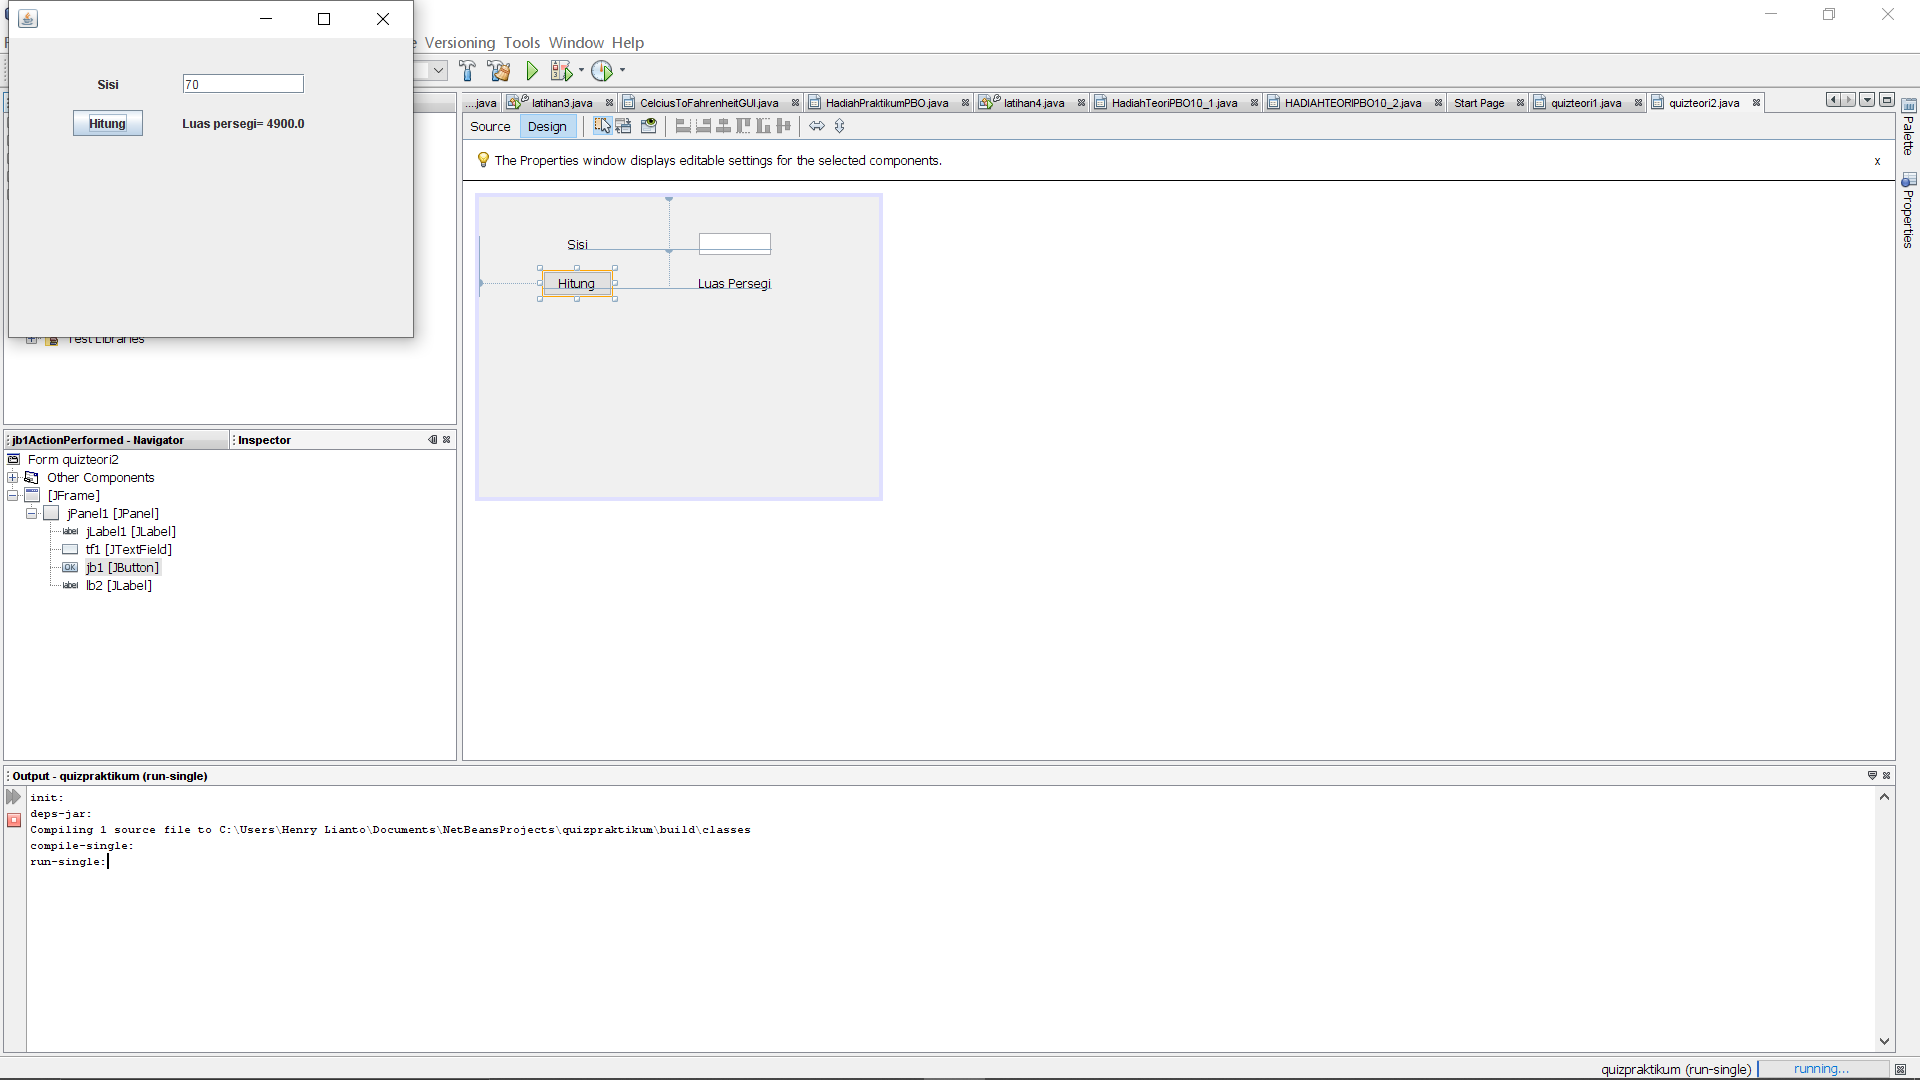 Versioning Tools Window Help
Sisi 70
Hitung Luas persegi= 4900.0
....java latihan3.java CelciusToFahrenheitGUI.java HadiahPraktikumPBO.java latihan4.java HadiahTeoriPBO10_1.java HADIAHTEORIPBO10_2.java Start Page quizteori1.java quizteori2.java
Source Design
The Properties window displays editable settings for the selected components. x
Palette
Properties
Sisi
Hitung Luas Persegi
Test Libraries
jb1ActionPerformed - Navigator Inspector
Form quizteori2
Other Components
[JFrame]
jPanel1 [JPanel]
label jLabel1 [JLabel]
tf1 [JTextField]
OK jb1 [JButton]
label lb2 [JLabel]
Output - quizpraktikum (run-single)
init:
deps-jar:
Compiling 1 source file to C:\Users\Henry Lianto\Documents\NetBeansProjects\quizpraktikum\build\classes
compile-single:
run-single:
quizpraktikum (run-single) running...